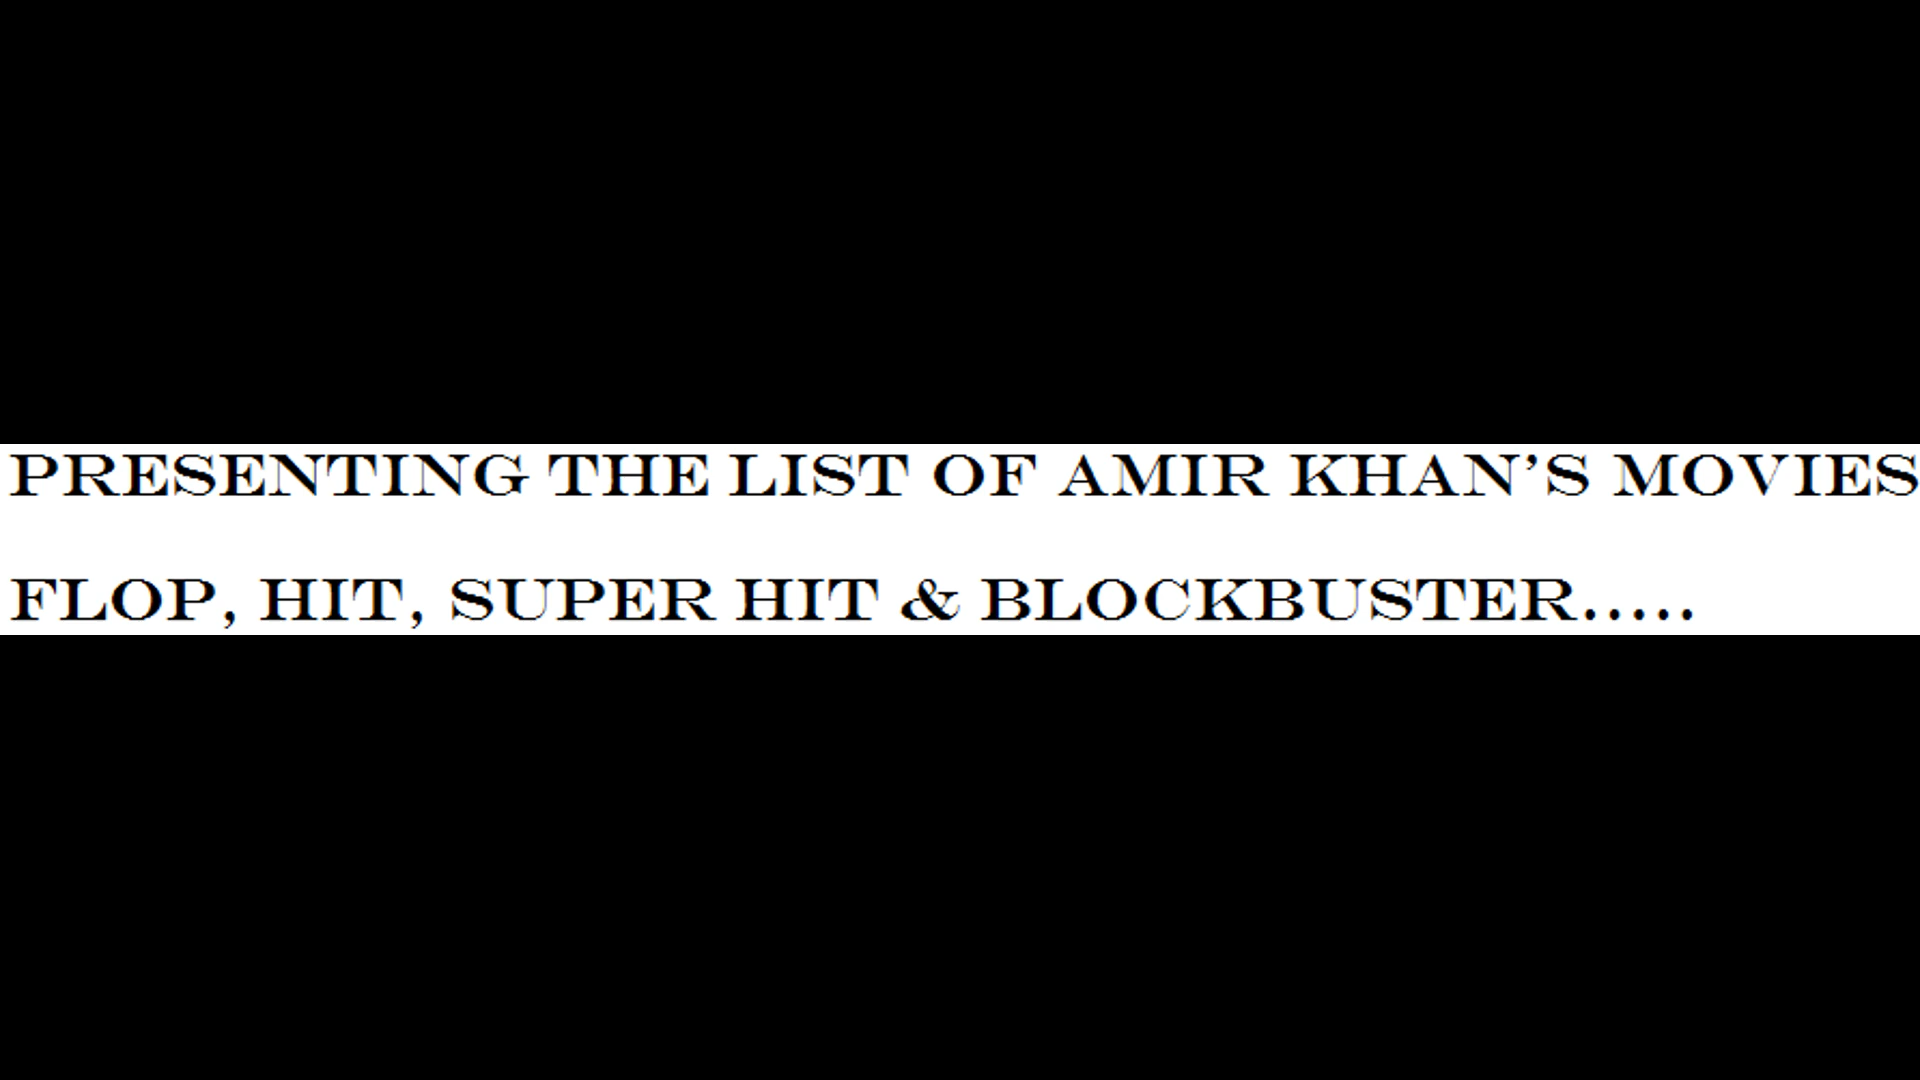 PRESENTING THE LIST OF AMIR KHAN’S MOVIES
FLOP, HIT, SUPER HIT & BLOCKBUSTER.....